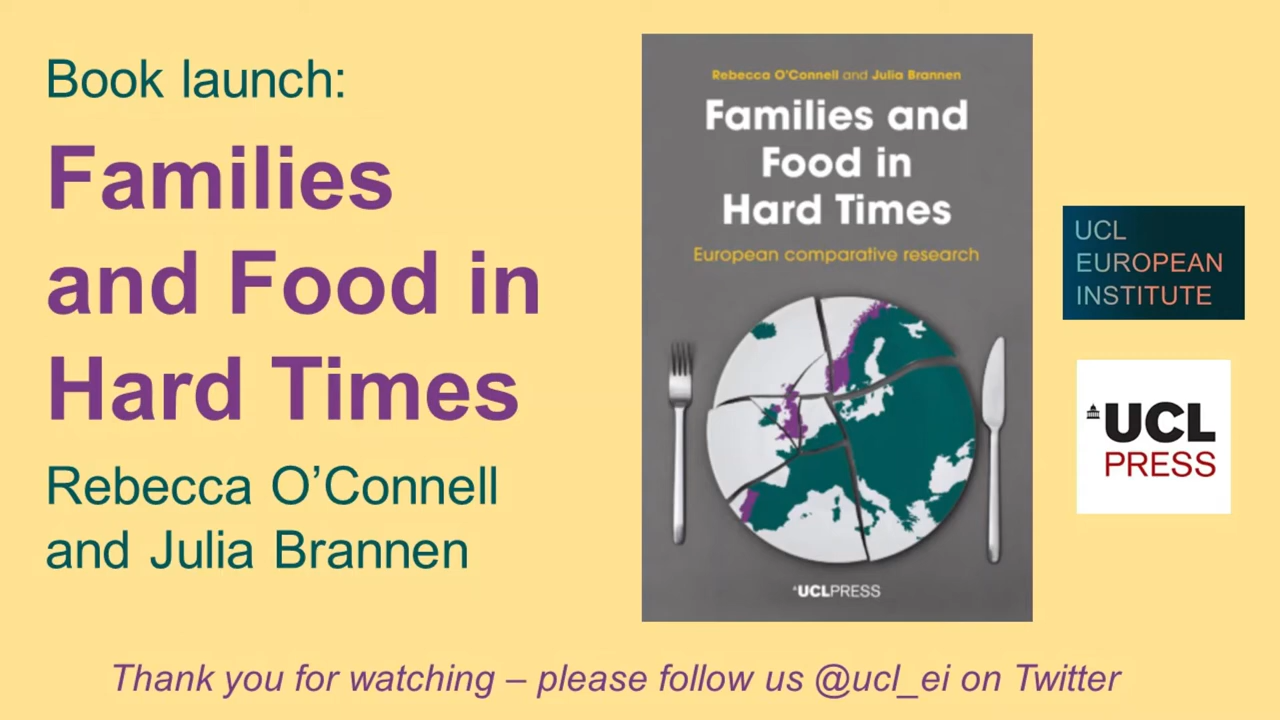 Book launch:
Families
and Food in
Hard Times
Rebecca O’Connell
and Julia Brannen
Rebecca O'Connell and Julia Brannen
Families and
Food in
Hard Times
European comparative research
UCLPRESS
UCL
EUROPEAN
INSTITUTE
UCL
PRESS
Thank you for watching – please follow us @ucl_ei on Twitter